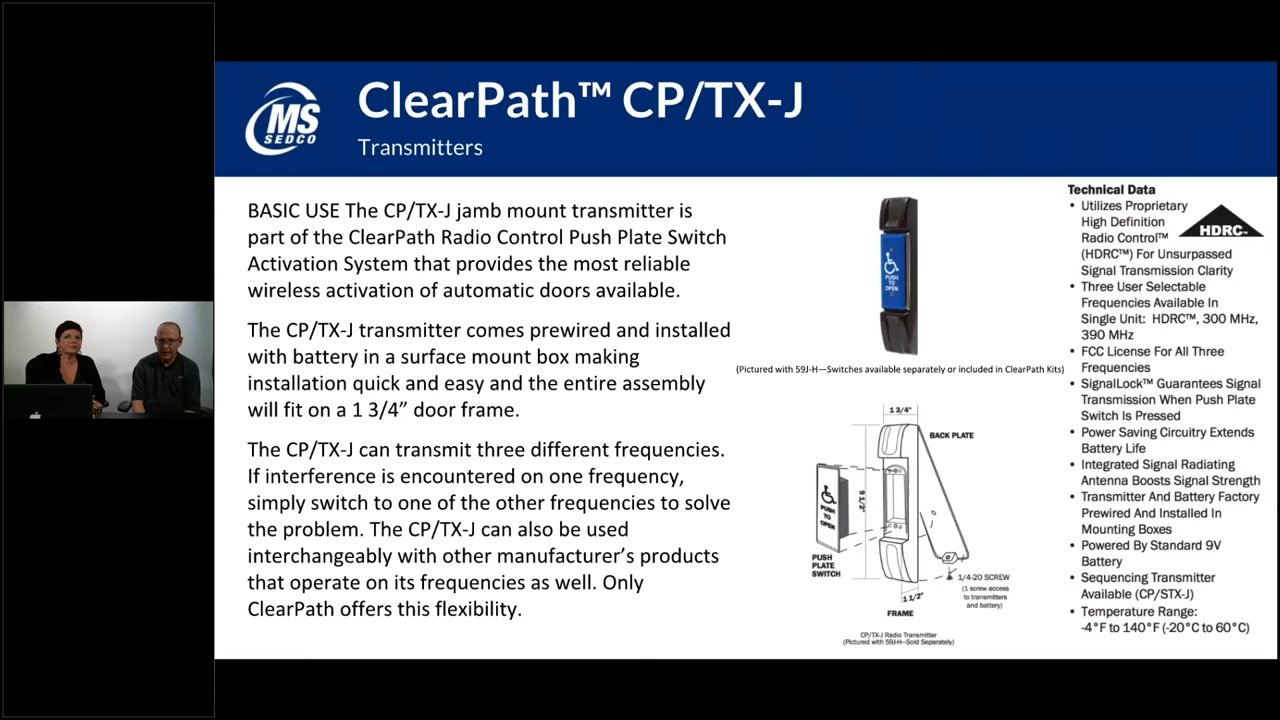 MS
SEDCO
ClearPath™ CP/TX-J
Transmitters
BASIC USE The CP/TX-J jamb mount transmitter is
part of the ClearPath Radio Control Push Plate Switch
Activation System that provides the most reliable
wireless activation of automatic doors available.
The CP/TX-J transmitter comes prewired and installed
with battery in a surface mount box making
installation quick and easy and the entire assembly
will fit on a 1 3/4” door frame.
The CP/TX-J can transmit three different frequencies.
If interference is encountered on one frequency,
simply switch to one of the other frequencies to solve
the problem. The CP/TX-J can also be used
interchangeably with other manufacturer’s products
that operate on its frequencies as well. Only
ClearPath offers this flexibility.
PUSH
TO
OPEN
(Pictured with 59J-H—Switches available separately or included in ClearPath Kits)
1 3/4"
BACK PLATE
9 1/2"
PUSH
TO
OPEN
PUSH
PLATE
SWITCH
1/4-20 SCREW
(1 screw access
to transmitters
and battery)
1 1/2"
FRAME
CP/TX-J Radio Transmitter
(Pictured with 59J-H—Sold Separately)
Technical Data
• Utilizes Proprietary
High Definition
Radio Control™
(HDRC™) For Unsurpassed
Signal Transmission Clarity
HDRC™
• Three User Selectable
Frequencies Available In
Single Unit: HDRC™, 300 MHz,
390 MHz
• FCC License For All Three
Frequencies
• SignalLock™ Guarantees Signal
Transmission When Push Plate
Switch Is Pressed
• Power Saving Circuitry Extends
Battery Life
• Integrated Signal Radiating
Antenna Boosts Signal Strength
• Transmitter And Battery Factory
Prewired And Installed In
Mounting Boxes
• Powered By Standard 9V
Battery
• Sequencing Transmitter
Available (CP/STX-J)
• Temperature Range:
-4°F to 140°F (-20°C to 60°C)